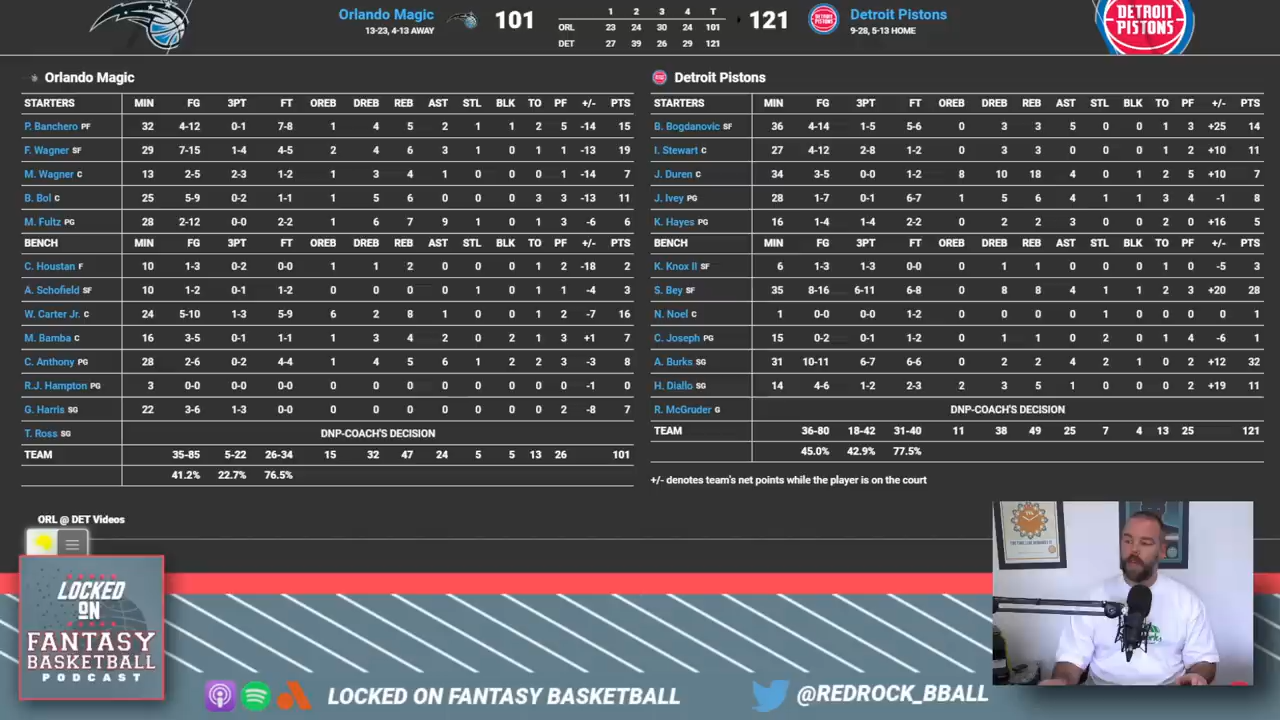 Orlando Magic
13-23, 4-13 AWAY
101
1 2 3 4 T
ORL 23 24 30 24 101
DET 27 39 26 29 121
121
Detroit Pistons
9-28, 5-13 HOME
DETROIT
PISTONS
Orlando Magic
STARTERS MIN FG 3PT FT OREB DREB REB AST STL BLK TO PF +/- PTS
P. Banchero PF 32 4-12 0-1 7-8 1 4 5 2 1 1 2 5 -14 15
F. Wagner SF 29 7-15 1-4 4-5 2 4 6 3 1 0 1 1 -13 19
M. Wagner C 13 2-5 2-3 1-2 1 3 4 1 0 0 0 1 -14 7
B. Bol C 25 5-9 0-2 1-1 1 5 6 0 0 0 3 3 -13 11
M. Fultz PG 28 2-12 0-0 2-2 1 6 7 9 1 0 1 3 -6 6
BENCH MIN FG 3PT FT OREB DREB REB AST STL BLK TO PF +/- PTS
C. Houstan F 10 1-3 0-2 0-0 1 1 2 0 0 0 1 2 -18 2
A. Schofield SF 10 1-2 0-1 1-2 0 0 0 0 1 0 1 1 -4 3
W. Carter Jr. C 24 5-10 1-3 5-9 6 2 8 1 0 0 1 2 -7 16
M. Bamba C 16 3-5 0-1 1-1 1 3 4 2 0 2 1 3 +1 7
C. Anthony PG 28 2-6 0-2 4-4 1 4 5 6 1 2 2 3 -3 8
R.J. Hampton PG 3 0-0 0-0 0-0 0 0 0 0 0 0 0 0 -1 0
G. Harris SG 22 3-6 1-3 0-0 0 0 0 0 0 0 0 2 -8 7
T. Ross SG DNP-COACH'S DECISION
TEAM 35-85 5-22 26-34 15 32 47 24 5 5 13 26 101
41.2% 22.7% 76.5%
Detroit Pistons
STARTERS MIN FG 3PT FT OREB DREB REB AST STL BLK TO PF +/- PTS
B. Bogdanovic SF 36 4-14 1-5 5-6 0 3 3 5 0 0 1 3 +25 14
I. Stewart C 27 4-12 2-8 1-2 0 3 3 0 0 0 1 2 +10 11
J. Duren C 34 3-5 0-0 1-2 8 10 18 4 0 1 2 5 +10 7
J. Ivey PG 28 1-7 0-1 6-7 1 5 6 4 1 1 3 4 -1 8
K. Hayes PG 16 1-4 1-4 2-2 0 2 2 3 0 0 2 0 +16 5
BENCH MIN FG 3PT FT OREB DREB REB AST STL BLK TO PF +/- PTS
K. Knox II SF 6 1-3 1-3 0-0 0 1 1 0 0 0 1 0 -5 3
S. Bey SF 35 8-16 6-11 6-8 0 8 8 4 1 1 2 3 +20 28
N. Noel C 1 0-0 0-0 1-2 0 0 0 0 1 0 0 0 0 1
C. Joseph PG 15 0-2 0-1 1-2 0 1 1 0 2 0 1 4 -6 1
A. Burks SG 31 10-11 6-7 6-6 0 2 2 4 2 1 0 2 +12 32
H. Diallo SG 14 4-6 1-2 2-3 2 3 5 1 0 0 0 2 +19 11
R. McGruder G DNP-COACH'S DECISION
TEAM 36-80 18-42 31-40 11 38 49 25 7 4 13 25 121
45.0% 42.9% 77.5%
+/- denotes team's net points while the player is on the court
ORL @ DET Videos
LOCKED
ON
FANTASY
BASKETBALL
PODCAST
LOCKED ON FANTASY BASKETBALL
@REDROCK_BBALL